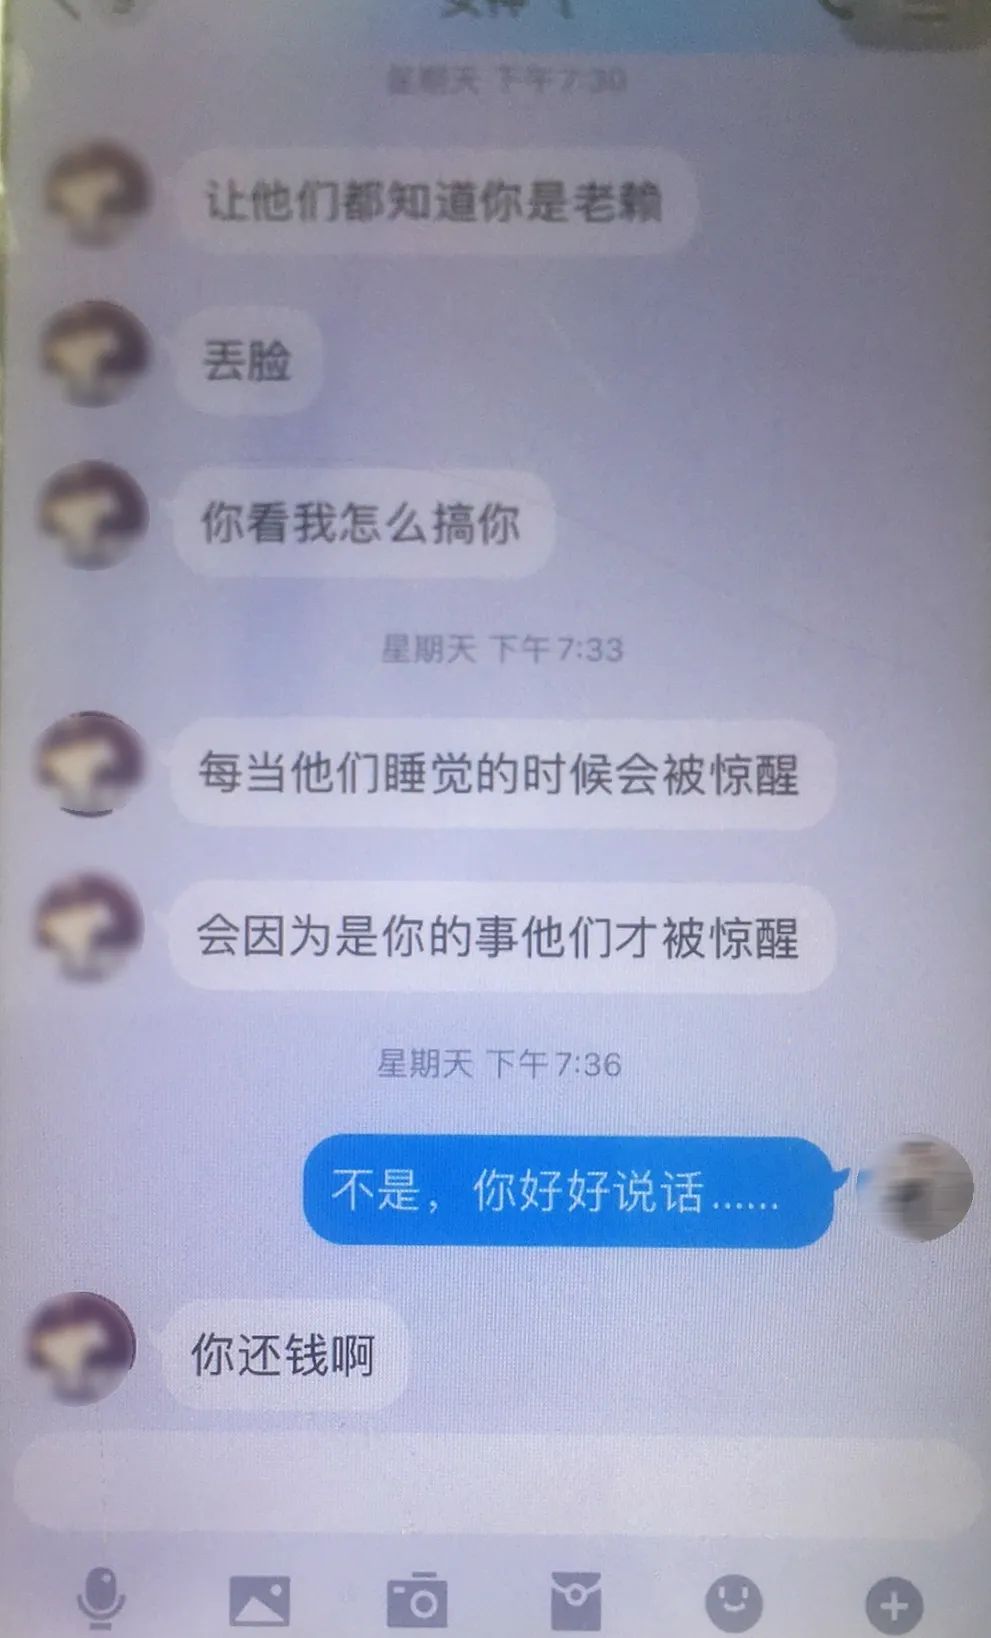 星期天 下午7:30
让他们都知道你是老赖
丢脸
你看我怎么搞你
星期天 下午7:33
每当他们睡觉的时候会被惊醒
会因为是你的事他们才被惊醒
星期天 下午7:36
不是，你好好说话......
你还钱啊